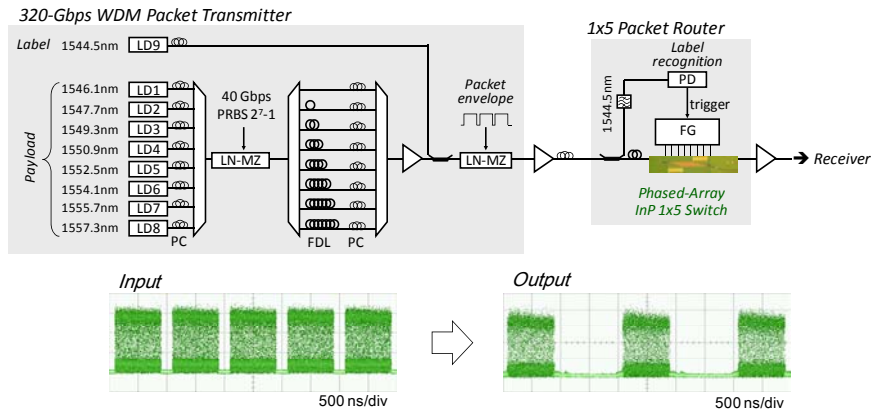 320-Gbps WDM Packet Transmitter
1x5 Packet Router
Label 1544.5nm LD9
Label recognition
1544.5nm
PD
trigger
FG
Payload
1546.1nm LD1
1547.7nm LD2
1549.3nm LD3
1550.9nm LD4
1552.5nm LD5
1554.1nm LD6
1555.7nm LD7
1557.3nm LD8
PC
40 Gbps
PRBS 2⁷-1
LN-MZ
FDL PC
Packet
envelope
LN-MZ
Receiver
Phased-Array
InP 1x5 Switch
Input
500 ns/div
Output
500 ns/div